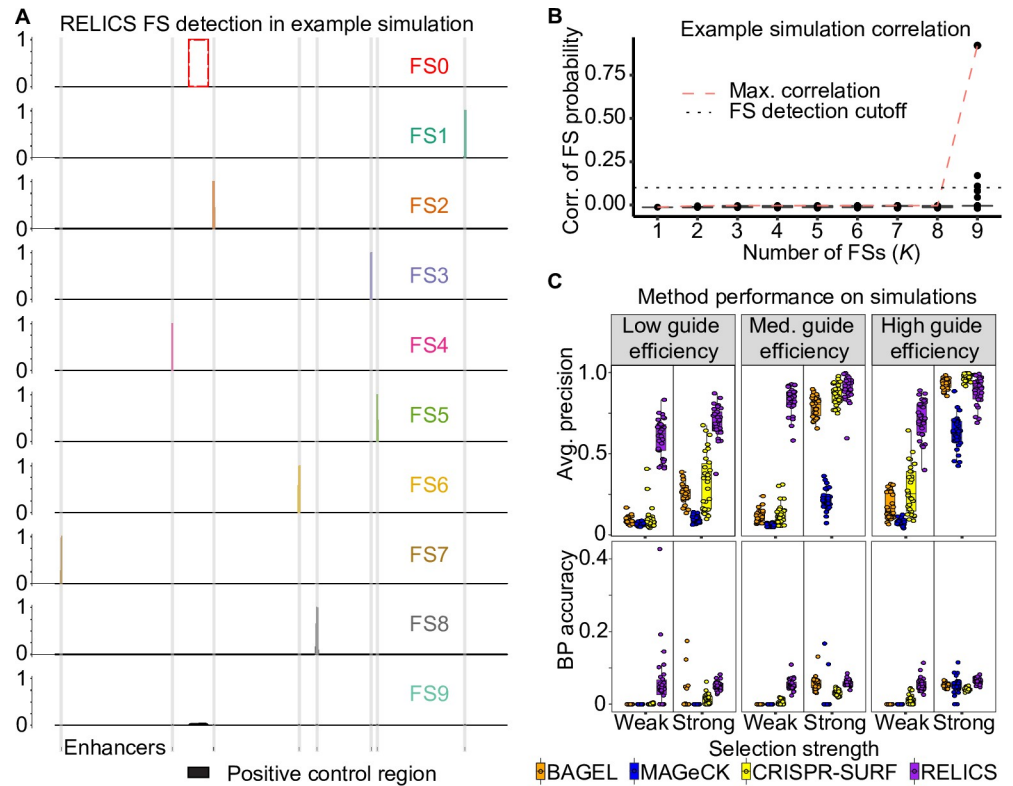 A
RELICS FS detection in example simulation
1
0
FS0
1
0
FS1
1
0
FS2
1
0
FS3
1
0
FS4
1
0
FS5
1
0
FS6
1
0
FS7
1
0
FS8
1
0
FS9
Enhancers
Positive control region
B
Example simulation correlation
Corr. of FS probability
0.75
0.50
0.25
0.00
Max. correlation
FS detection cutoff
1 2 3 4 5 6 7 8 9
Number of FSs (K)
C
Method performance on simulations
Low guide efficiency
Med. guide efficiency
High guide efficiency
Avg. precision
1.0
0.5
0
BP accuracy
0.4
0.2
0
Weak Strong Weak Strong Weak Strong
Selection strength
BAGEL MAGeCK CRISPR-SURF RELICS